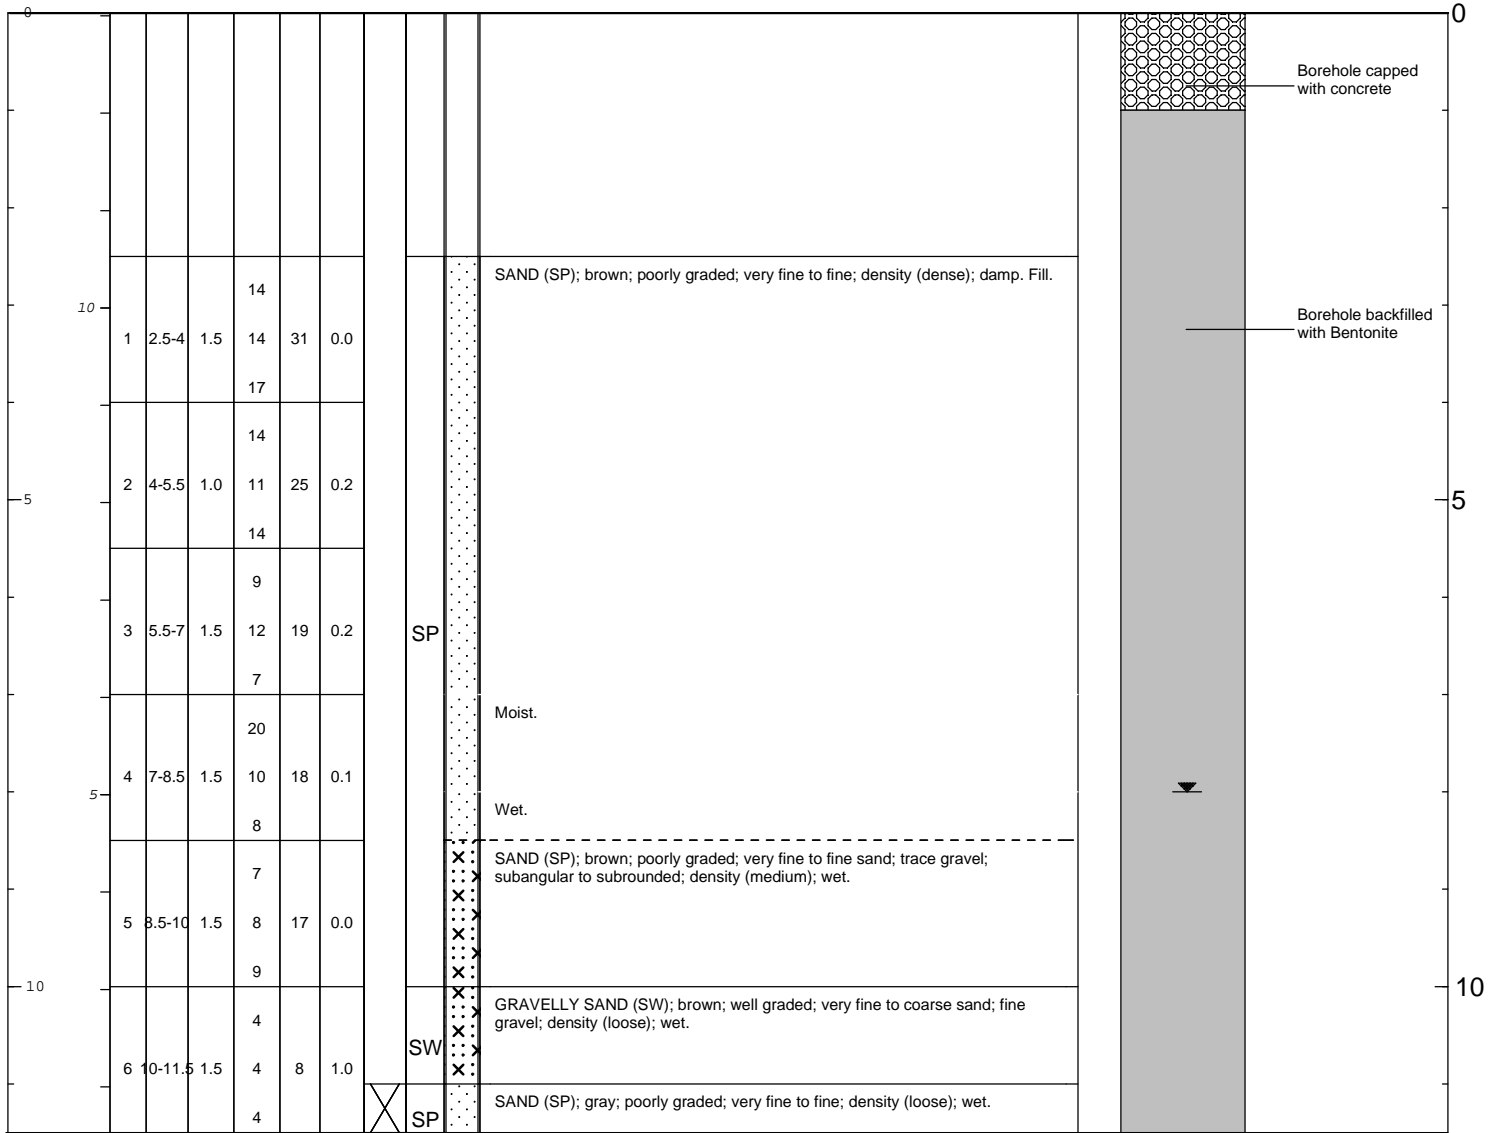 0 0
Borehole capped
with concrete
SAND (SP); brown; poorly graded; very fine to fine; density (dense); damp. Fill.
14
10
Borehole backfilled
with Bentonite
1 2.5-4 1.5 14 31 0.0
17
14
2 4-5.5 1.0 11 25 0.2
5 5
14
9
3 5.5-7 1.5 12 19 0.2 SP
7
Moist.
20
4 7-8.5 1.5 10 18 0.1
5
Wet.
8
SAND (SP); brown; poorly graded; very fine to fine sand; trace gravel;
subangular to subrounded; density (medium); wet.
7
5 8.5-10 1.5 8 17 0.0
9
10 10
GRAVELLY SAND (SW); brown; well graded; very fine to coarse sand; fine
gravel; density (loose); wet.
4
SW
6 10-11.5 1.5 4 8 1.0
SAND (SP); gray; poorly graded; very fine to fine; density (loose); wet.
4 SP